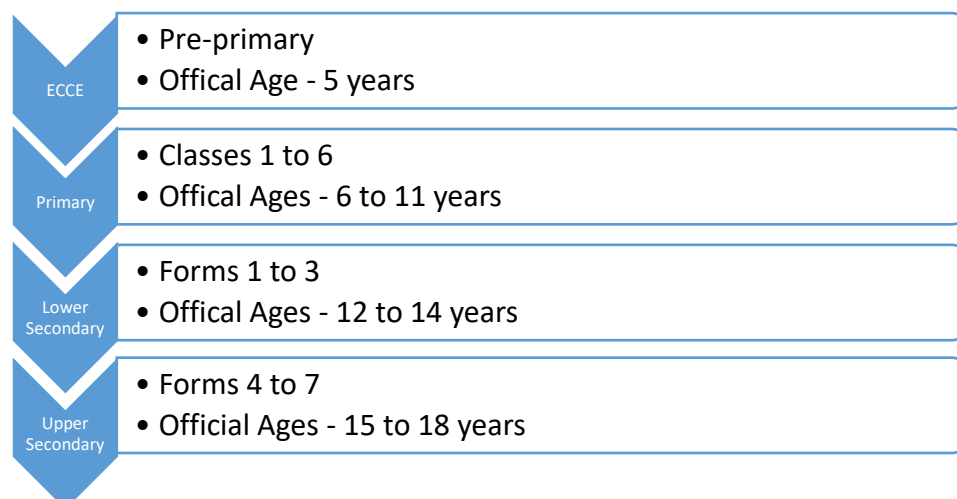 ECCE
• Pre-primary
• Offical Age - 5 years
Primary
• Classes 1 to 6
• Offical Ages - 6 to 11 years
Lower
Secondary
• Forms 1 to 3
• Offical Ages - 12 to 14 years
Upper
Secondary
• Forms 4 to 7
• Official Ages - 15 to 18 years